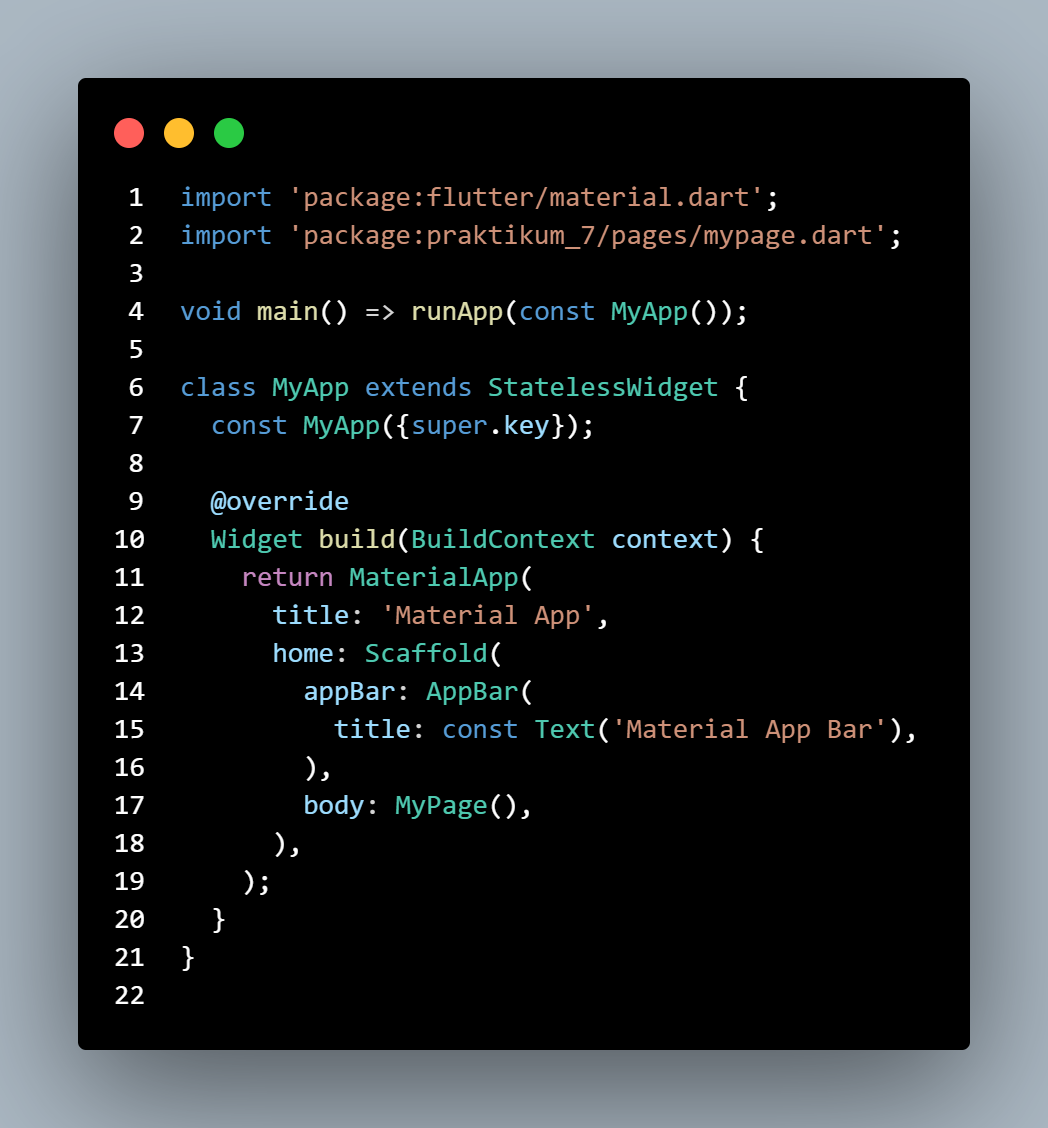 1 import 'package:flutter/material.dart';
2 import 'package:praktikum_7/pages/mypage.dart';
3
4 void main() => runApp(const MyApp());
5
6 class MyApp extends StatelessWidget {
7   const MyApp({super.key});
8
9   @override
10   Widget build(BuildContext context) {
11     return MaterialApp(
12       title: 'Material App',
13       home: Scaffold(
14         appBar: AppBar(
15           title: const Text('Material App Bar'),
16         ),
17         body: MyPage(),
18       ),
19     );
20   }
21 }
22